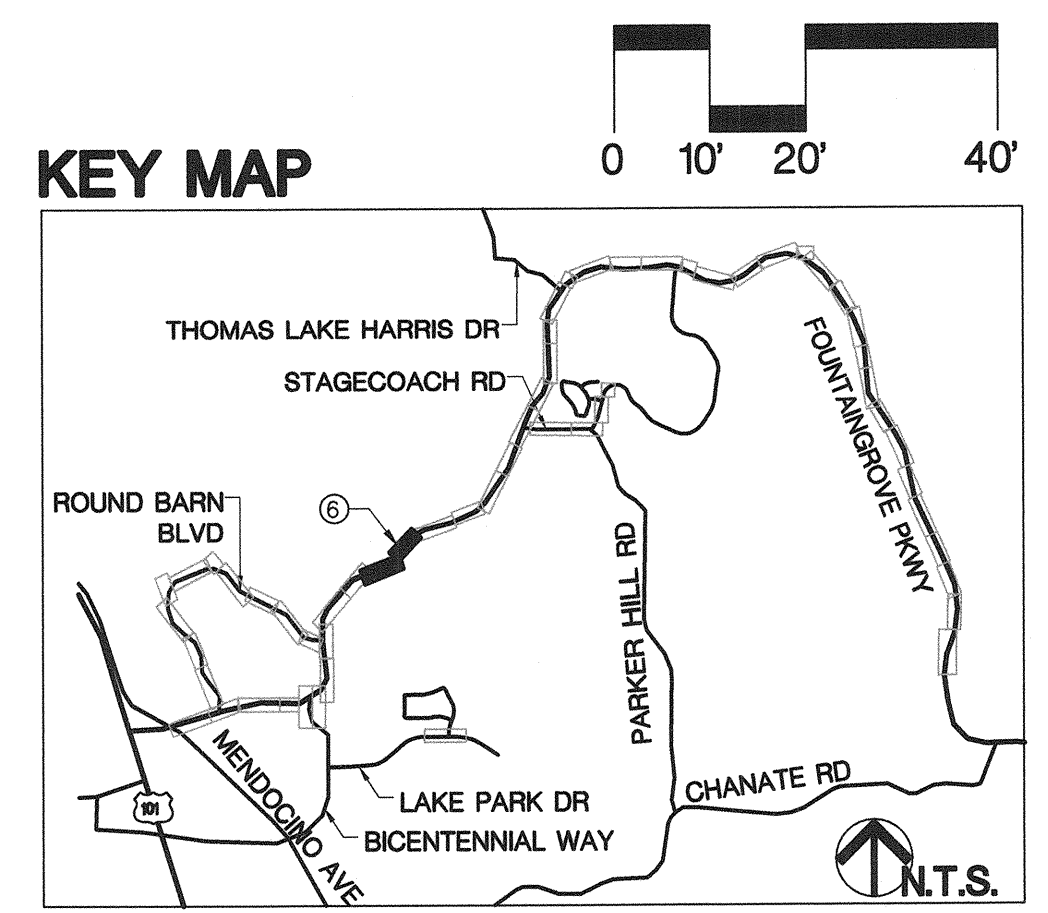 0 10' 20' 40'
KEY MAP
THOMAS LAKE HARRIS DR
STAGECOACH RD
FOUNTAINGROVE PKWY
ROUND BARN
BLVD
6
PARKER HILL RD
MENDOCINO AVE
101
CHANATE RD
LAKE PARK DR
BICENTENNIAL WAY
N.T.S.